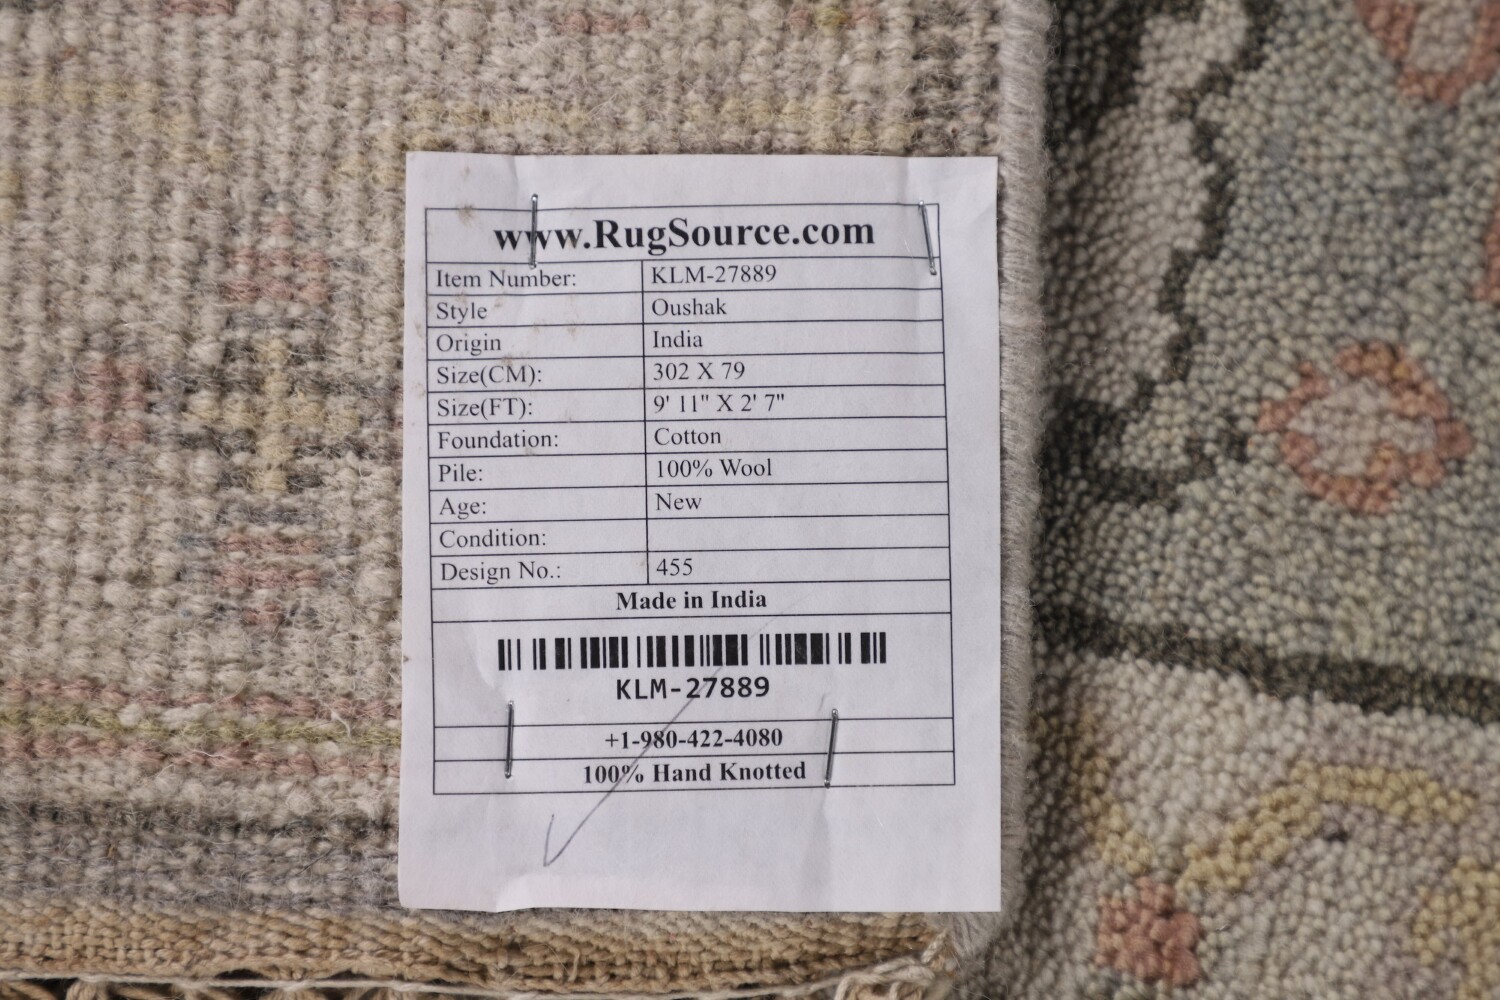 www.RugSource.com
Item Number: KLM-27889
Style Oushak
Origin India
Size(CM): 302 X 79
Size(FT): 9' 11" X 2' 7"
Foundation: Cotton
Pile: 100% Wool
Age: New
Condition:
Design No.: 455
Made in India
KLM-27889
+1-980-422-4080
100% Hand Knotted